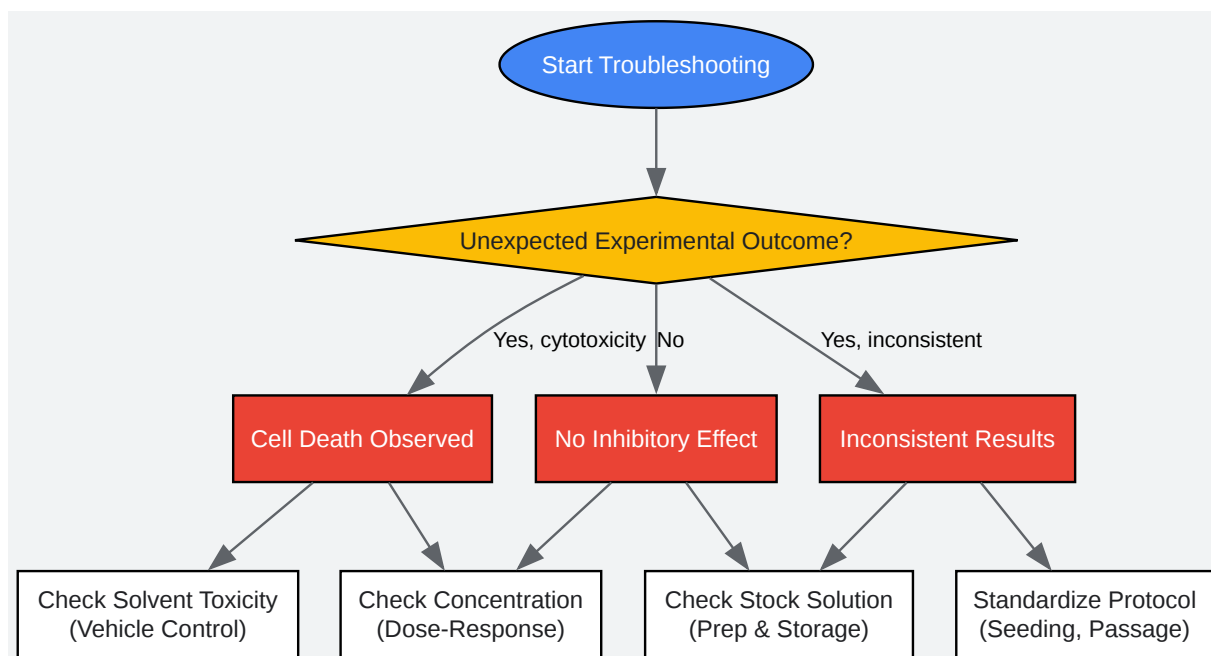 Start Troubleshooting
Unexpected Experimental Outcome?
Yes, cytotoxicity
No
Yes, inconsistent
Cell Death Observed
No Inhibitory Effect
Inconsistent Results
Check Solvent Toxicity
(Vehicle Control)
Check Concentration
(Dose-Response)
Check Stock Solution
(Prep & Storage)
Standardize Protocol
(Seeding, Passage)